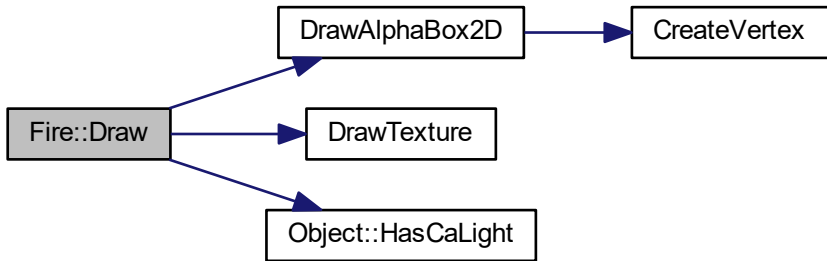 DrawAlphaBox2D
CreateVertex
Fire::Draw
DrawTexture
Object::HasCaLight